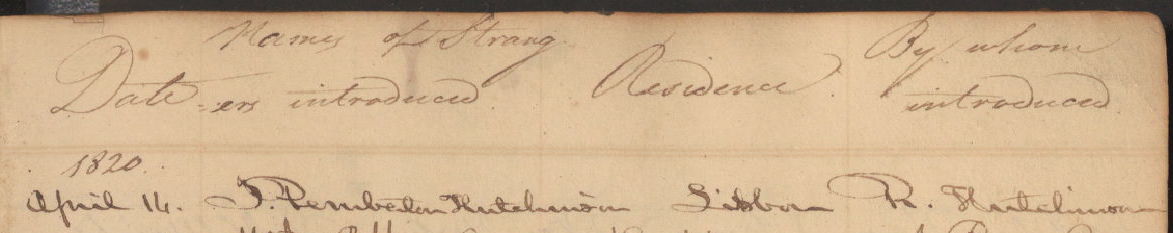 Names of Strang By whom
Date -ers introduced Residence introduced
1820.
April 14. I. Pemberton Hutchinson Lisbon R. Hutchinson